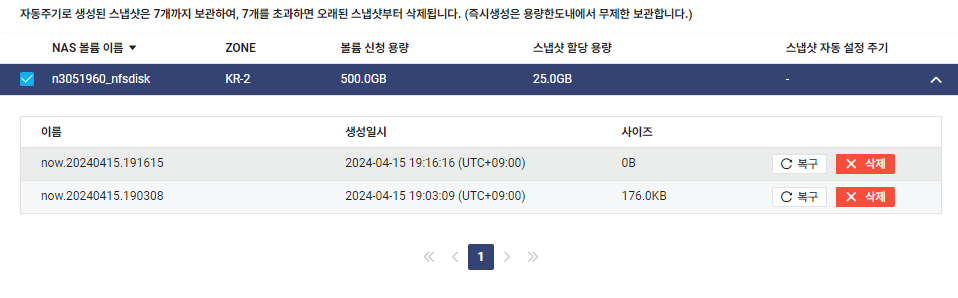 자동주기로 생성된 스냅샷은 7개까지 보관하여, 7개를 초과하면 오래된 스냅샷부터 삭제됩니다. (즉시생성은 용량한도내에서 무제한 보관합니다.)
NAS 볼륨 이름 ZONE 볼륨 신청 용량 스냅샷 할당 용량 스냅샷 자동 설정 주기
n3051960_nfsdisk KR-2 500.0GB 25.0GB -
이름 생성일시 사이즈
now.20240415.191615 2024-04-15 19:16:16 (UTC+09:00) 0B 복구 삭제
now.20240415.190308 2024-04-15 19:03:09 (UTC+09:00) 176.0KB 복구 삭제
1